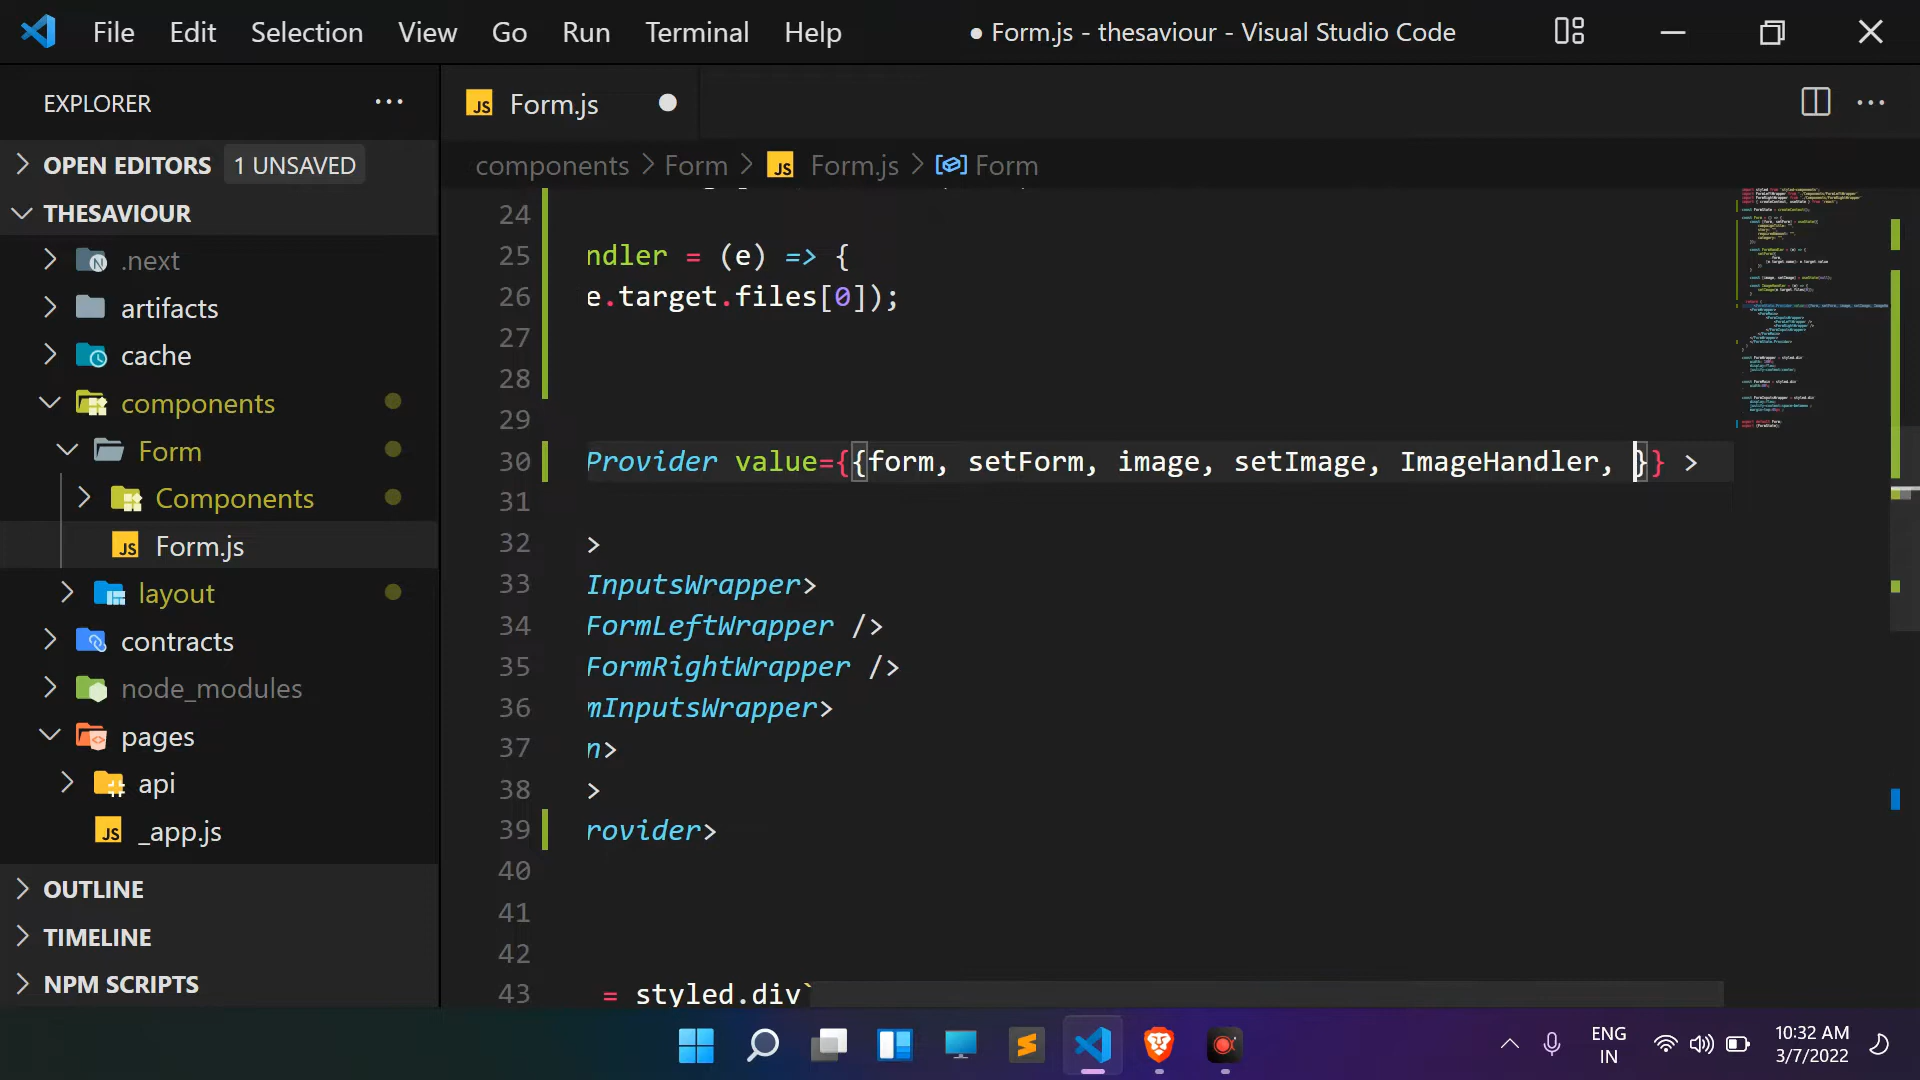 File Edit Selection View Go Run Terminal Help
● Form.js - thesaviour - Visual Studio Code
EXPLORER
OPEN EDITORS 1 UNSAVED
THESAVIOUR
.next
artifacts
cache
components
Form
Components
JS Form.js
layout
contracts
node_modules
pages
api
JS _app.js
OUTLINE
TIMELINE
NPM SCRIPTS
JS Form.js
components > Form > JS Form.js > Form
24
25 ndler = (e) => {
26 e.target.files[0]);
27
28
29
30 Provider value={{form, setForm, image, setImage, ImageHandler, }} >
31
32 >
33 InputsWrapper>
34 FormLeftWrapper />
35 FormRightWrapper />
36 mInputsWrapper>
37 n>
38 >
39 rovider>
40
41
42
43 = styled.div`
ENG
IN
10:32 AM
3/7/2022